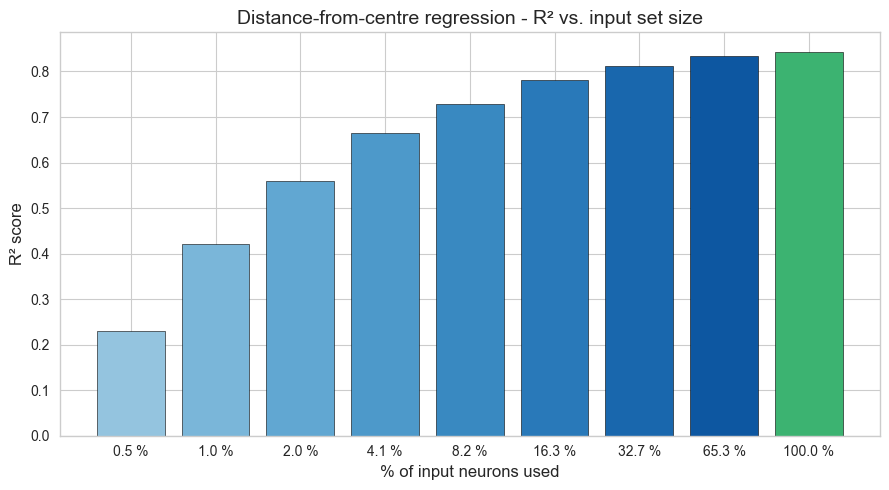 Distance-from-centre regression - R² vs. input set size
R² score
0.8
0.7
0.6
0.5
0.4
0.3
0.2
0.1
0.0
0.5 % 1.0 % 2.0 % 4.1 % 8.2 % 16.3 % 32.7 % 65.3 % 100.0 %
% of input neurons used